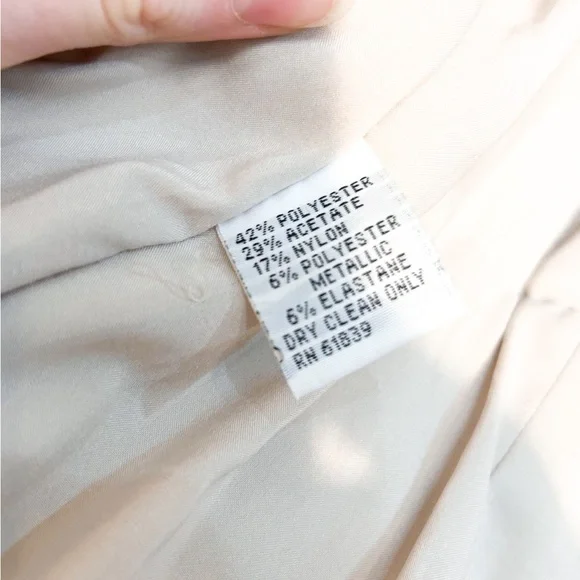 42% POLYESTER
29% ACETATE
17% NYLON
6% POLYESTER
METALLIC
6% ELASTANE
DRY CLEAN ONLY
RN 61839